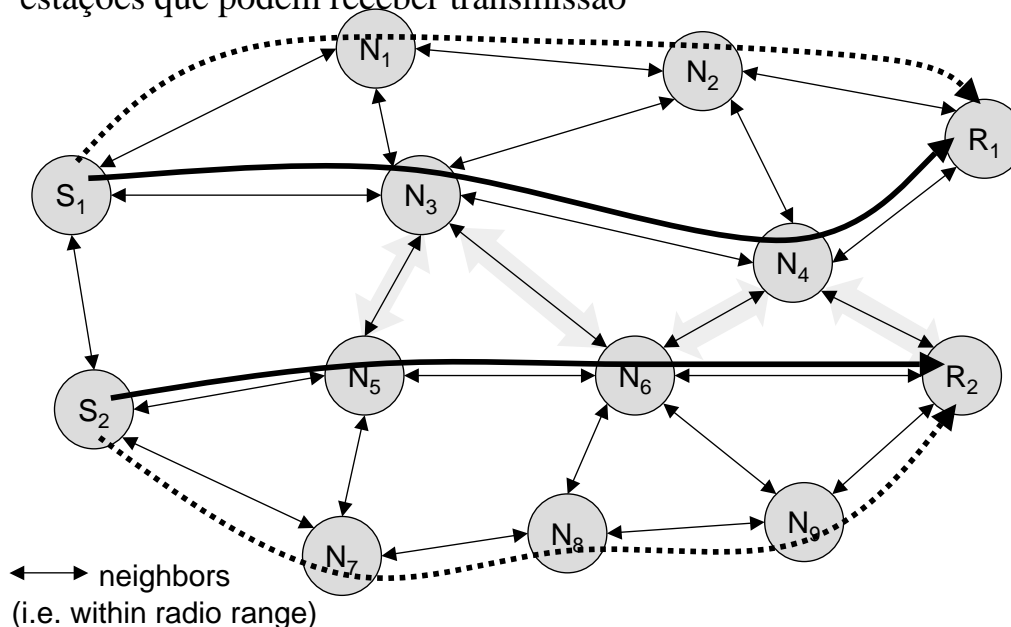 estações que podem receber transmissão
N1
N2
R1
S1
N3
N4
N5
N6
R2
S2
N7
N8
N9
neighbors
(i.e. within radio range)